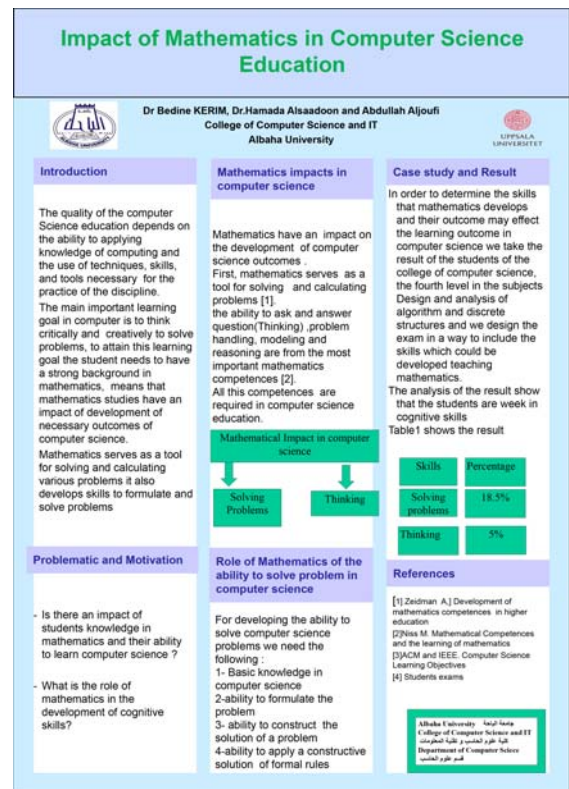 Impact of Mathematics in Computer Science
Education
Dr Bedine KERIM, Dr.Hamada Alsaadoon and Abdullah Aljoufi
College of Computer Science and IT
Albaha University
UPPSALA
UNIVERSITET
Introduction
The quality of the computer
Science education depends on
the ability to applying
knowledge of computing and
the use of techniques, skills,
and tools necessary for the
practice of the discipline.
The main important learning
goal in computer is to think
critically and creatively to solve
problems, to attain this learning
goal the student needs to have
a strong background in
mathematics, means that
mathematics studies have an
impact of development of
necessary outcomes of
computer science.
Mathematics serves as a tool
for solving and calculating
various problems it also
develops skills to formulate and
solve problems
Problematic and Motivation
- Is there an impact of
students knowledge in
mathematics and their ability
to learn computer science ?
- What is the role of
mathematics in the
development of cognitive
skills?
Mathematics impacts in
computer science
Mathematics have an impact on
the development of computer
science outcomes .
First, mathematics serves as a
tool for solving and calculating
problems [1].
the ability to ask and answer
question(Thinking) ,problem
handling, modeling and
reasoning are from the most
important mathematics
competences [2].
All this competences are
required in computer science
education.
Mathematical Impact in computer
science
Solving
Problems
Thinking
Role of Mathematics of the
ability to solve problem in
computer science
For developing the ability to
solve computer science
problems we need the
following :
1- Basic knowledge in
computer science
2-ability to formulate the
problem
3- ability to construct the
solution of a problem
4-ability to apply a constructive
solution of formal rules
Case study and Result
In order to determine the skills
that mathematics develops
and their outcome may effect
the learning outcome in
computer science we take the
result of the students of the
college of computer science,
the fourth level in the subjects
Design and analysis of
algorithm and discrete
structures and we design the
exam in a way to include the
skills which could be
developed teaching
mathematics.
The analysis of the result show
that the students are week in
cognitive skills
Table1 shows the result
Skills Percentage
Solving problems 18.5%
Thinking 5%
References
[1] Zeidman A,] Development of
mathematics competences in higher
education
[2]Niss M. Mathematical Competences
and the learning of mathematics
[3]ACM and IEEE. Computer Science
Learning Objectives
[4] Students exams
Albaha University جامعة الباحة
College of Computer Science and IT
كلية علوم الحاسب و تقنية المعلومات
Department of Computer Sciece
قسم علوم الحاسب